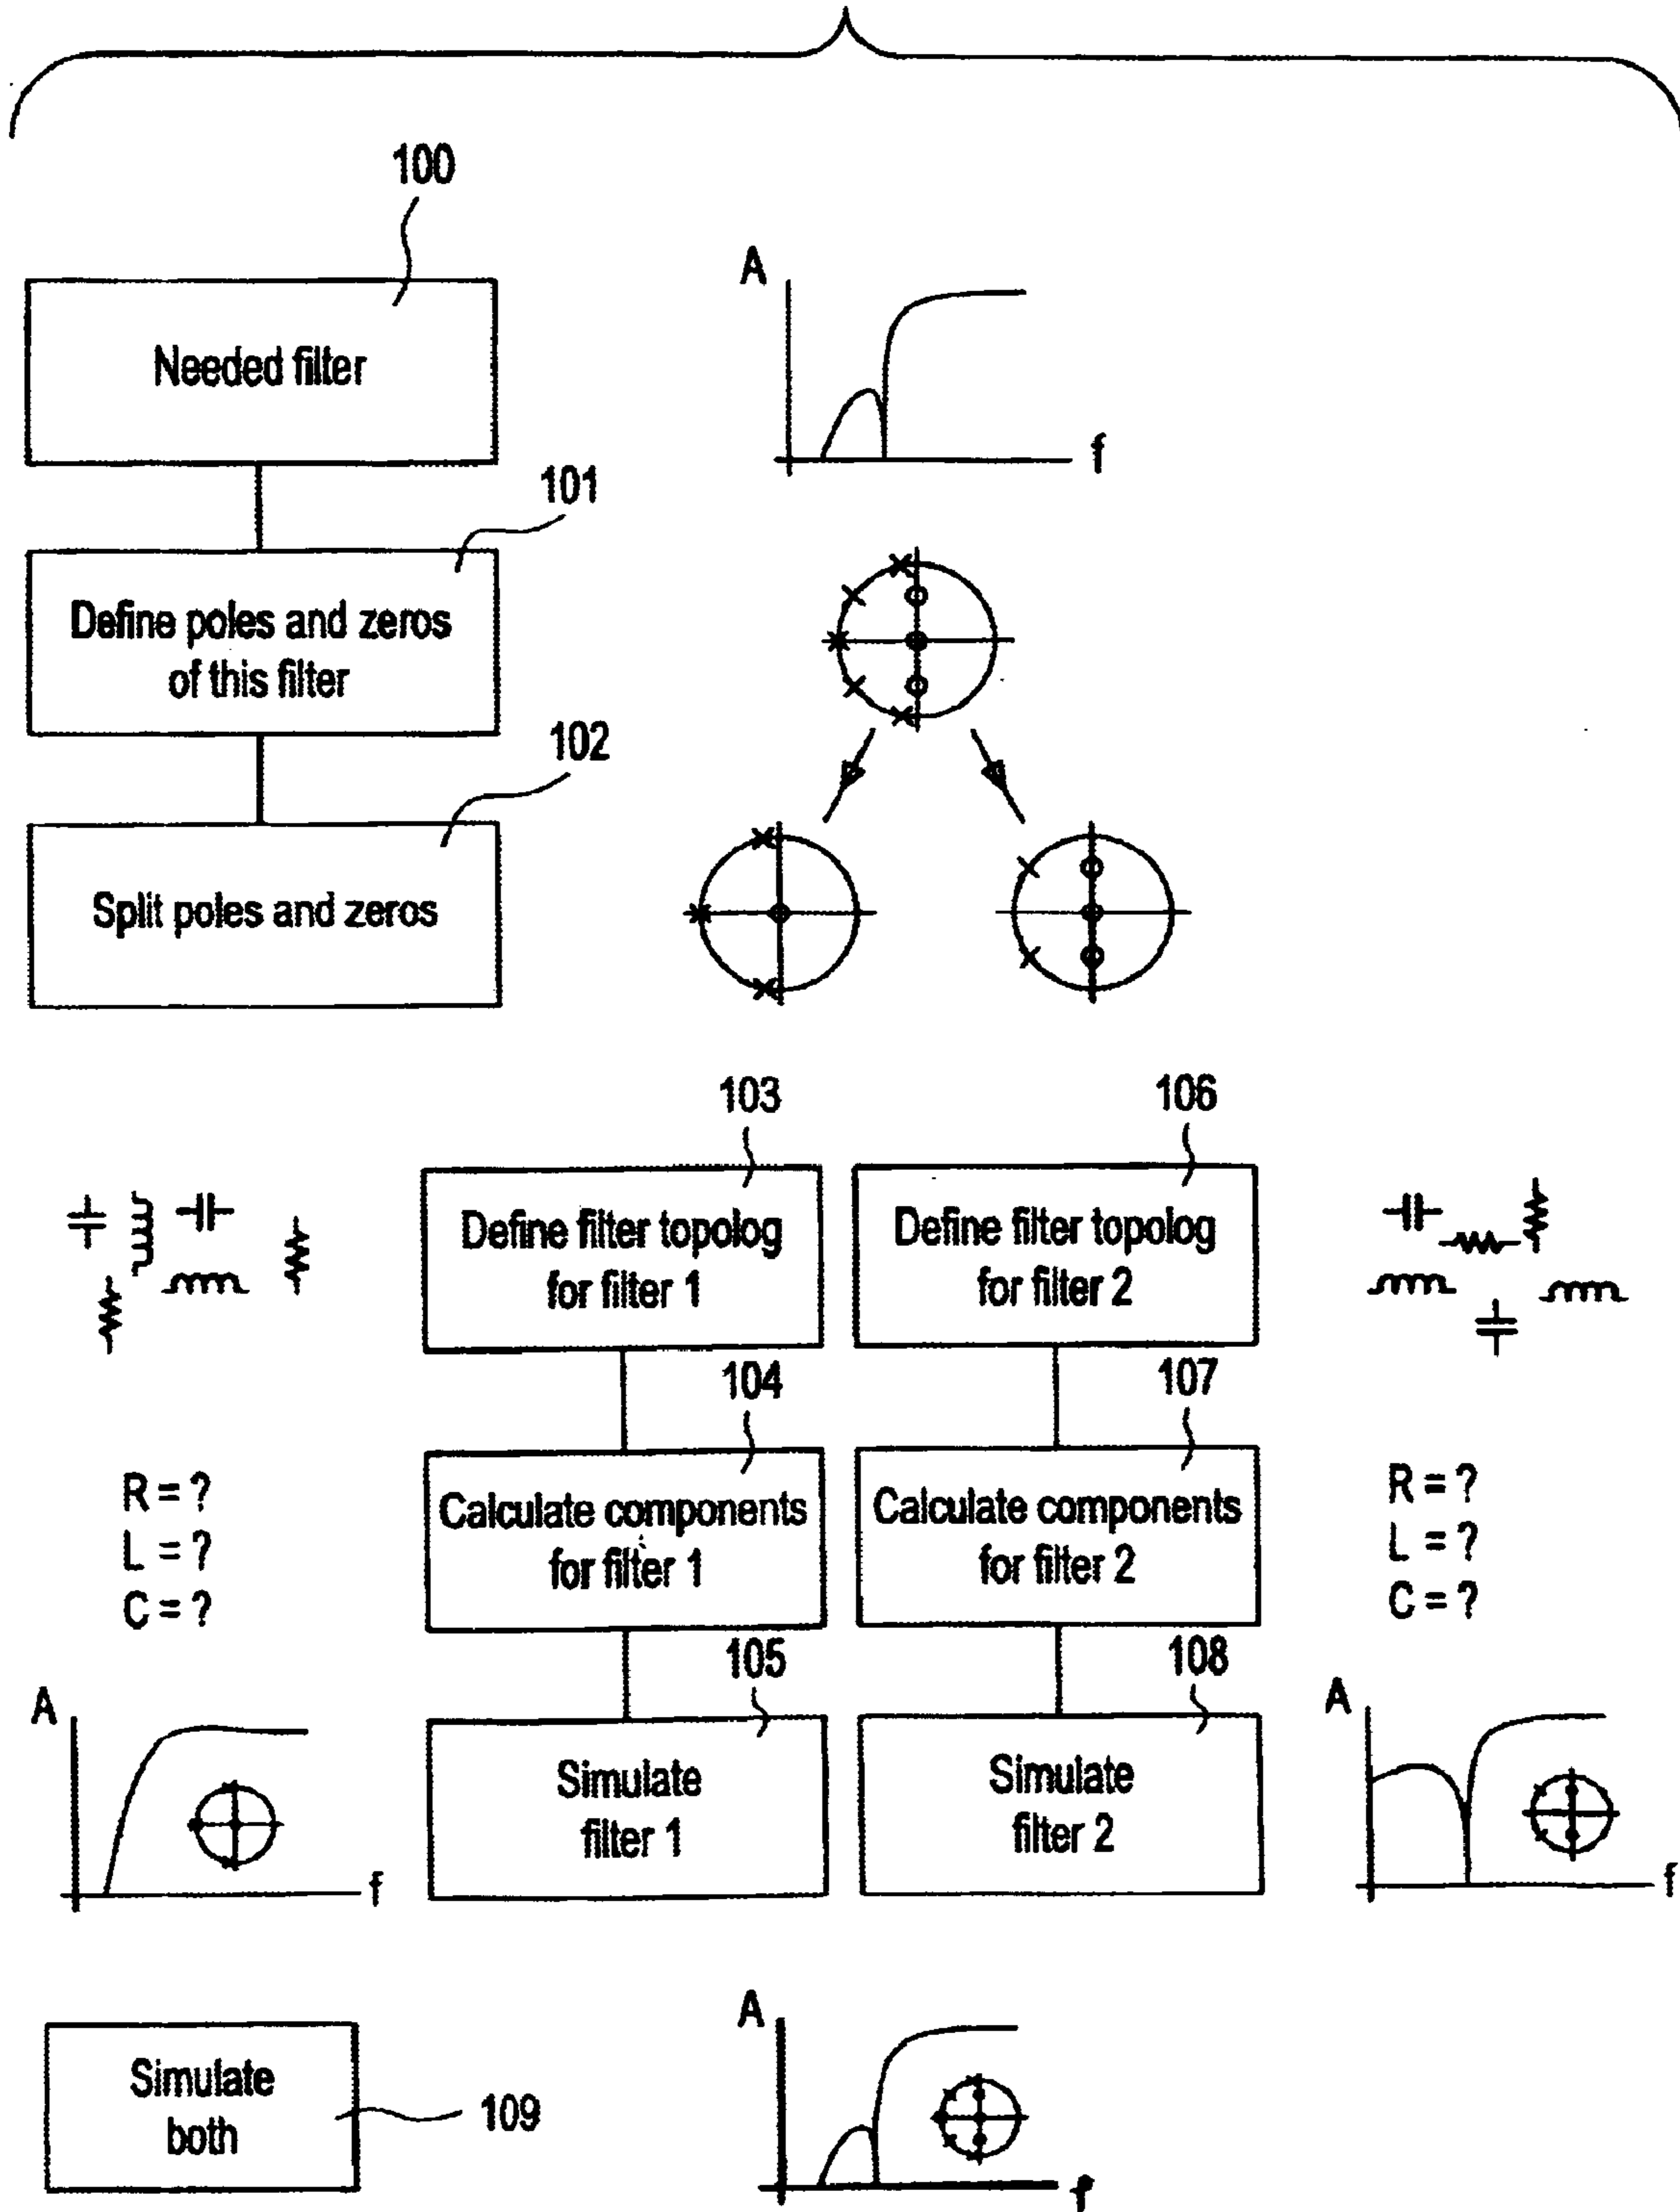 100
Needed filter
A
f
101
Define poles and zeros
of this filter
102
Split poles and zeros
103
Define filter topolog
for filter 1
106
Define filter topolog
for filter 2
104
Calculate components
for filter 1
107
Calculate components
for filter 2
R = ?
L = ?
C = ?
R = ?
L = ?
C = ?
105
Simulate
filter 1
108
Simulate
filter 2
A
f
A
f
Simulate
both
109
A
f